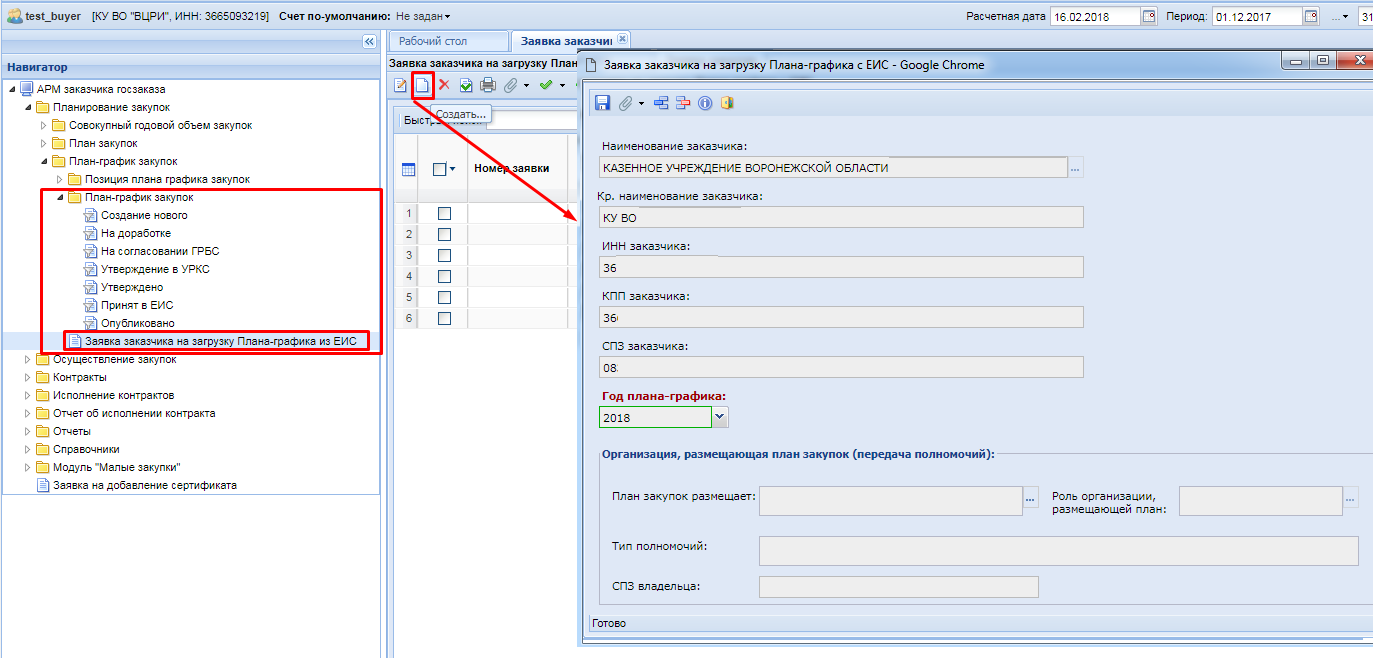 test_buyer [КУ ВО "ВЦРИ", ИНН: 3665093219] Счет по-умолчанию: Не задан
Расчетная дата 16.02.2018 Период: 01.12.2017 ... 31
Рабочий стол Заявка заказчи
Навигатор
АРМ заказчика госзаказа
Планирование закупок
Совокупный годовой объем закупок
План закупок
План-график закупок
Позиция плана графика закупок
План-график закупок
Создание нового
На доработке
На согласовании ГРБС
Утверждение в УРКС
Утверждено
Принят в ЕИС
Опубликовано
Заявка заказчика на загрузку Плана-графика из ЕИС
Осуществление закупок
Контракты
Исполнение контрактов
Отчет об исполнении контракта
Отчеты
Справочники
Модуль "Малые закупки"
Заявка на добавление сертификата
Заявка заказчика на загрузку План
Создать...
Номер заявки
1
2
3
4
5
6
Заявка заказчика на загрузку Плана-графика с ЕИС - Google Chrome
Наименование заказчика:
КАЗЕННОЕ УЧРЕЖДЕНИЕ ВОРОНЕЖСКОЙ ОБЛАСТИ
...
Кр. наименование заказчика:
КУ ВО
ИНН заказчика:
36
КПП заказчика:
36
СПЗ заказчика:
08
Год плана-графика:
2018
Организация, размещающая план закупок (передача полномочий):
План закупок размещает: ... Роль организации, ...
размещающей план:
Тип полномочий:
СПЗ владельца:
Готово